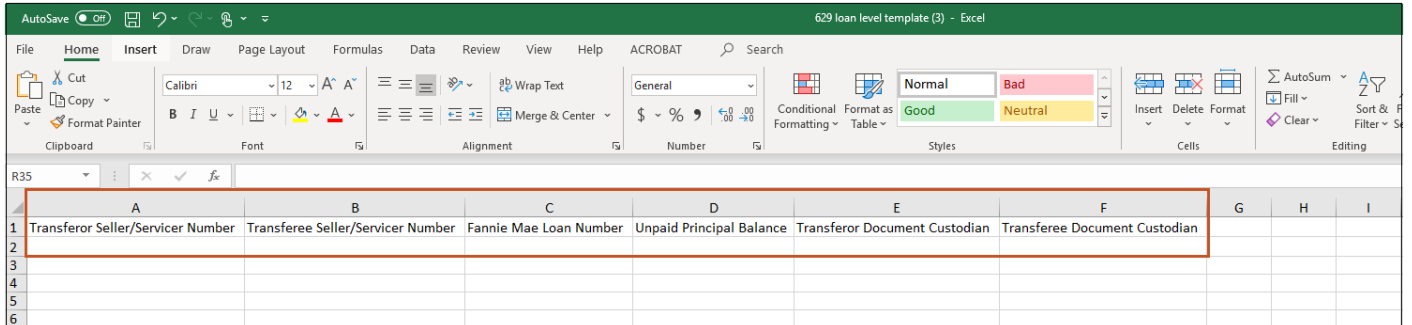 AutoSave Off 629 loan level template (3) - Excel
File Home Insert Draw Page Layout Formulas Data Review View Help ACROBAT Search
Paste Cut Copy Format Painter Clipboard
Calibri 12 A A B I U A Font
ab Wrap Text Merge & Center Alignment
General $ % 9 .00 Number
Conditional Formatting Format as Table Normal Bad Good Neutral Styles
Insert Delete Format Cells
AutoSum Fill Clear Sort & Filter Editing
R35 fx
A B C D E F G H I
1 Transferor Seller/Servicer Number Transferee Seller/Servicer Number Fannie Mae Loan Number Unpaid Principal Balance Transferor Document Custodian Transferee Document Custodian
2
3
4
5
6